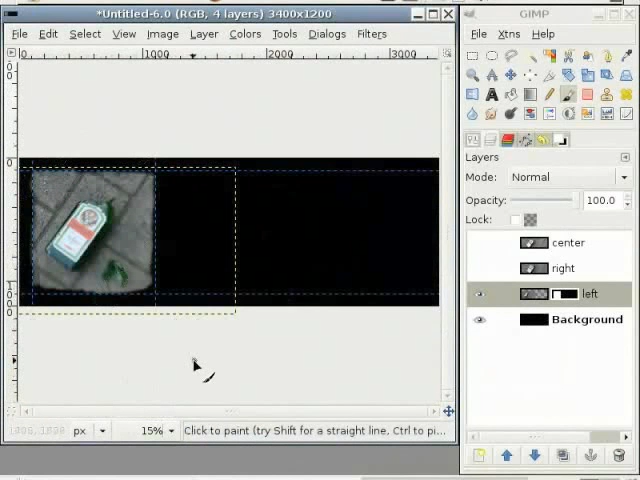 *Untitled-6.0 (RGB, 4 layers) 3400x1200
File Edit Select View Image Layer Colors Tools Dialogs Filters
0 1000 2000 3000
px 15% Click to paint (try Shift for a straight line, Ctrl to pi...
GIMP
File Xtns Help
Layers
Mode: Normal
Opacity: 100.0
Lock:
center
right
left
Background